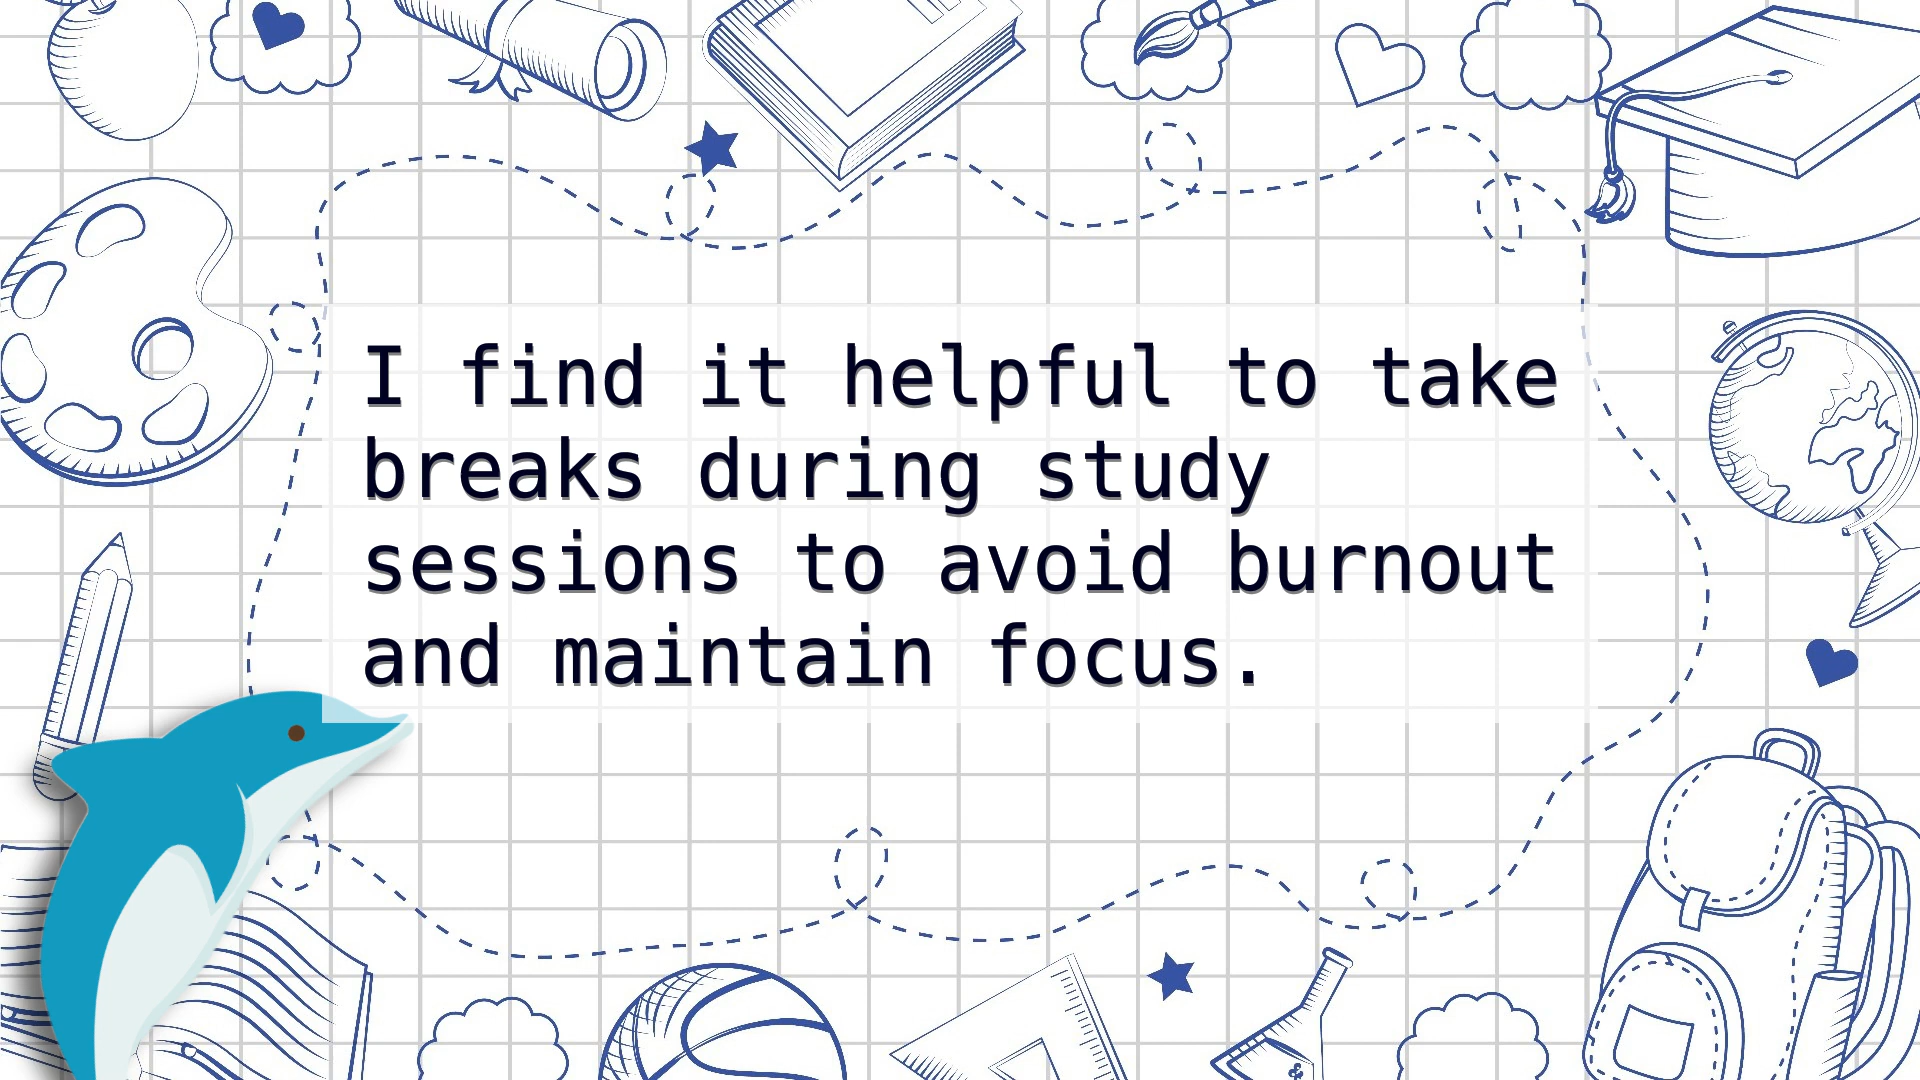 I find it helpful to take
breaks during study
sessions to avoid burnout
and maintain focus.